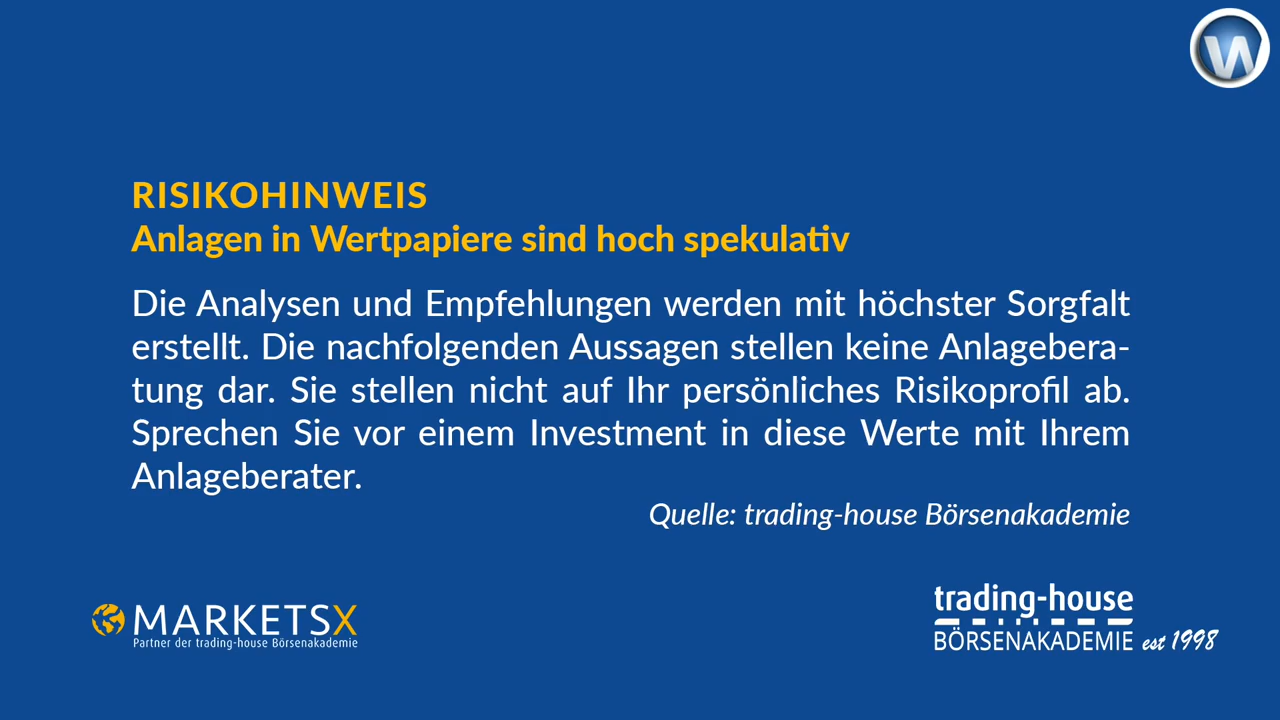 W
RISIKOHINWEIS
Anlagen in Wertpapiere sind hoch spekulativ
Die Analysen und Empfehlungen werden mit höchster Sorgfalt
erstellt. Die nachfolgenden Aussagen stellen keine Anlagebera-
tung dar. Sie stellen nicht auf Ihr persönliches Risikoprofil ab.
Sprechen Sie vor einem Investment in diese Werte mit Ihrem
Anlageberater.
Quelle: trading-house Börsenakademie
MARKETSX
Partner der trading-house Börsenakademie
trading-house
BÖRSENAKADEMIE est 1998